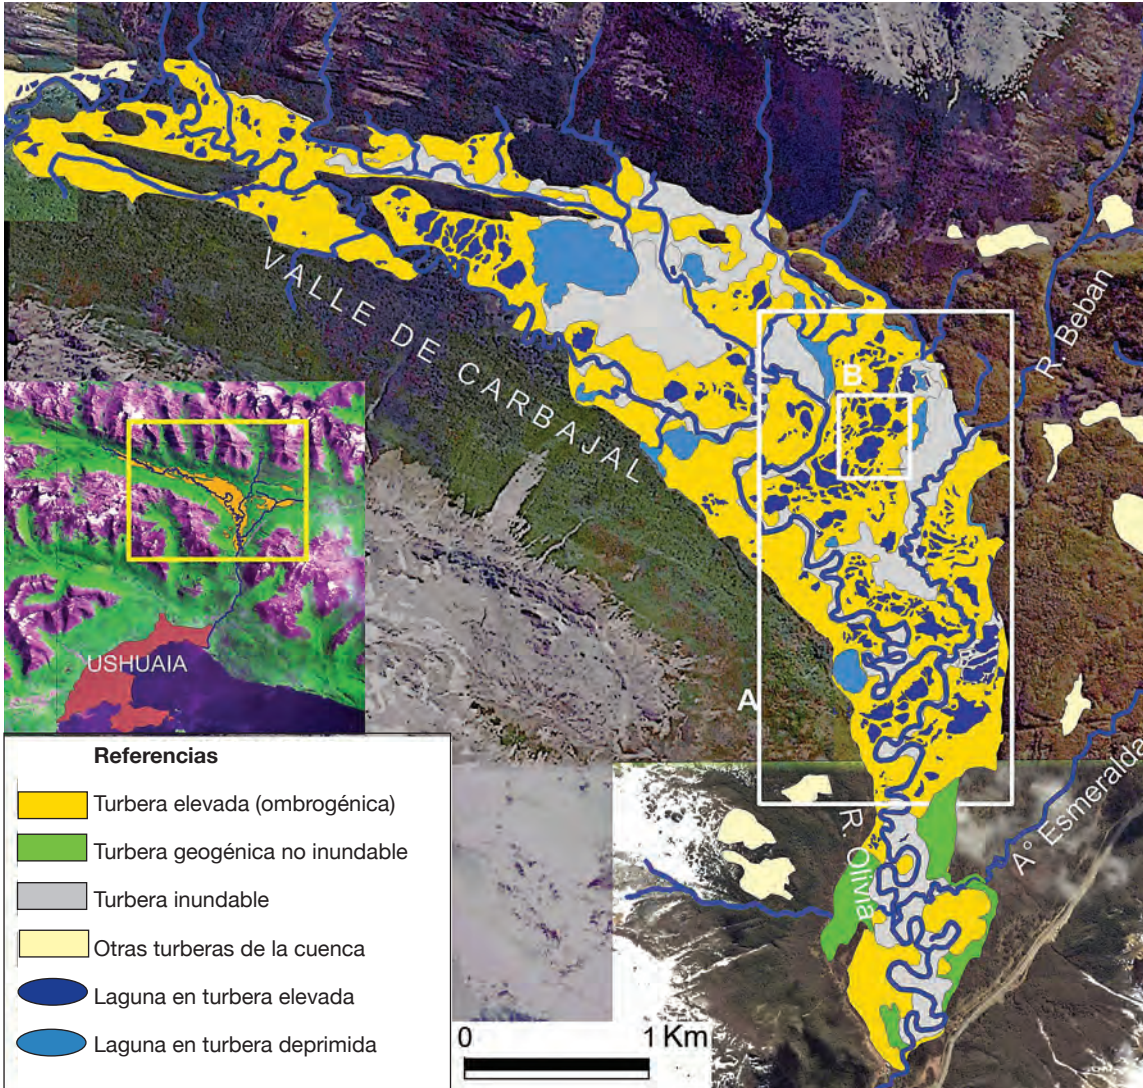 VALLE DE CARBAJAL
R. Beban
B
A
USHUAIA
R. Olivia
A° Esmeralda
Referencias
Turbera elevada (ombrogénica)
Turbera geogénica no inundable
Turbera inundable
Otras turberas de la cuenca
Laguna en turbera elevada
Laguna en turbera deprimida
0 1 Km